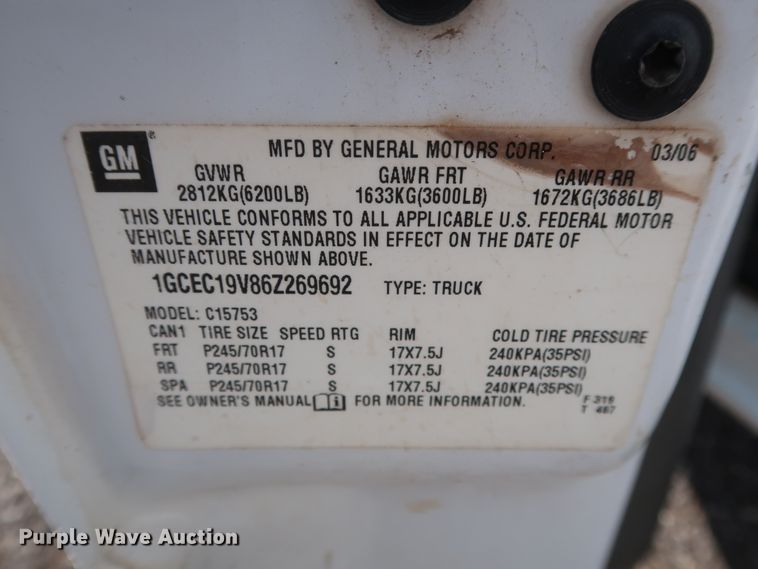 GM
MFD BY GENERAL MOTORS CORP. 03/06
GVWR GAWR FRT GAWR RR
2812KG(6200LB) 1633KG(3600LB) 1672KG(3686LB)
THIS VEHICLE CONFORMS TO ALL APPLICABLE U.S. FEDERAL MOTOR
VEHICLE SAFETY STANDARDS IN EFFECT ON THE DATE OF
MANUFACTURE SHOWN ABOVE.
1GCEC19V86Z269692 TYPE: TRUCK
MODEL: C15753
CAN1 TIRE SIZE SPEED RTG RIM COLD TIRE PRESSURE
FRT P245/70R17 S 17X7.5J 240KPA(35PSI)
RR P245/70R17 S 17X7.5J 240KPA(35PSI)
SPA P245/70R17 S 17X7.5J 240KPA(35PSI)
SEE OWNER'S MANUAL FOR MORE INFORMATION.
Purple Wave Auction